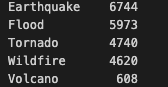 Earthquake 6744
Flood 5973
Tornado 4740
Wildfire 4620
Volcano 608